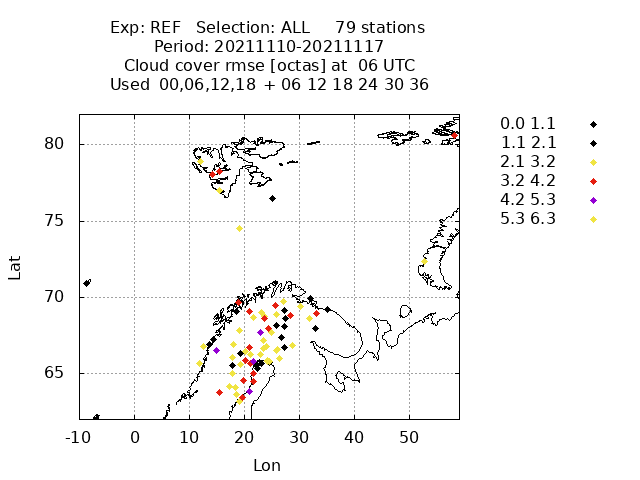 Exp: REF Selection: ALL 79 stations
Period: 20211110-20211117
Cloud cover rmse [octas] at 06 UTC
Used 00,06,12,18 + 06 12 18 24 30 36
0.0 1.1
1.1 2.1
2.1 3.2
3.2 4.2
4.2 5.3
5.3 6.3
80
75
70
65
Lat
-10 0 10 20 30 40 50
Lon